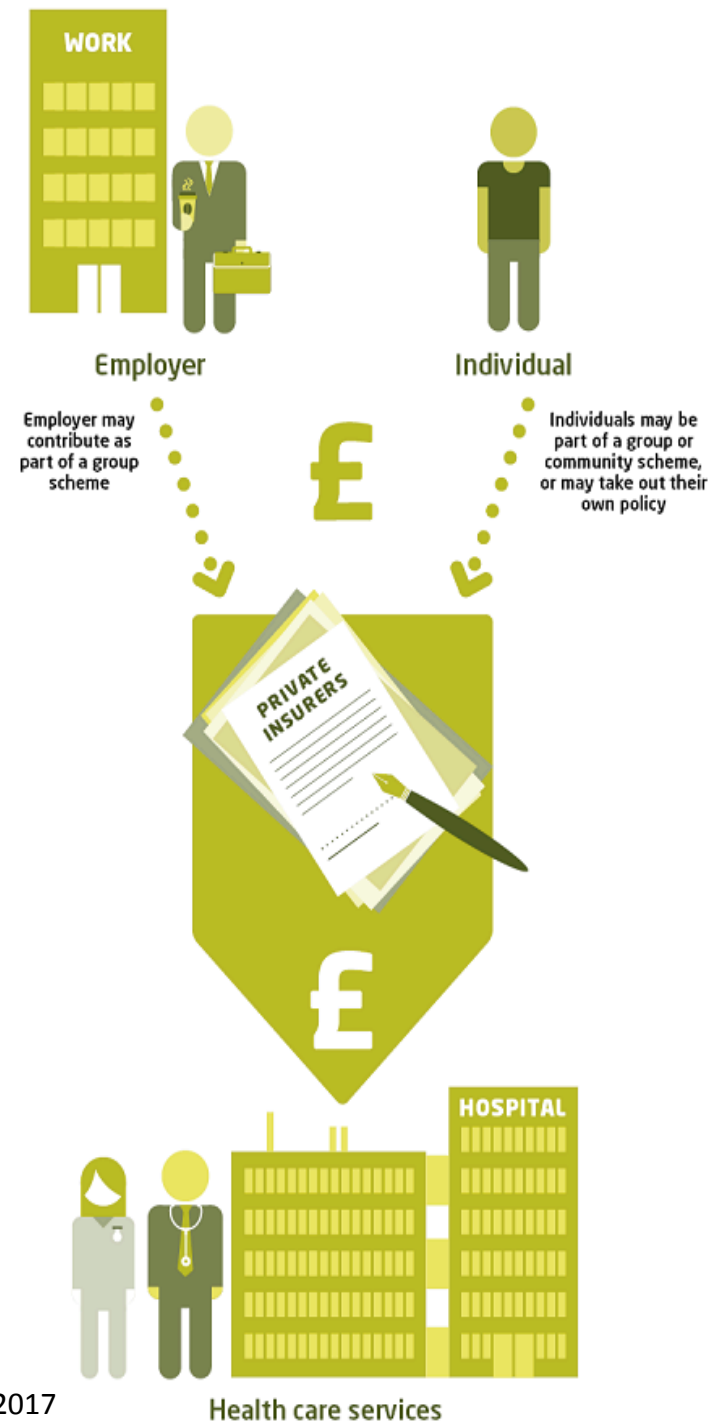 WORK
Employer
Individual
Employer may
contribute as
part of a group
scheme
£
Individuals may be
part of a group or
community scheme,
or may take out their
own policy
PRIVATE
INSURERS
£
HOSPITAL
2017
Health care services